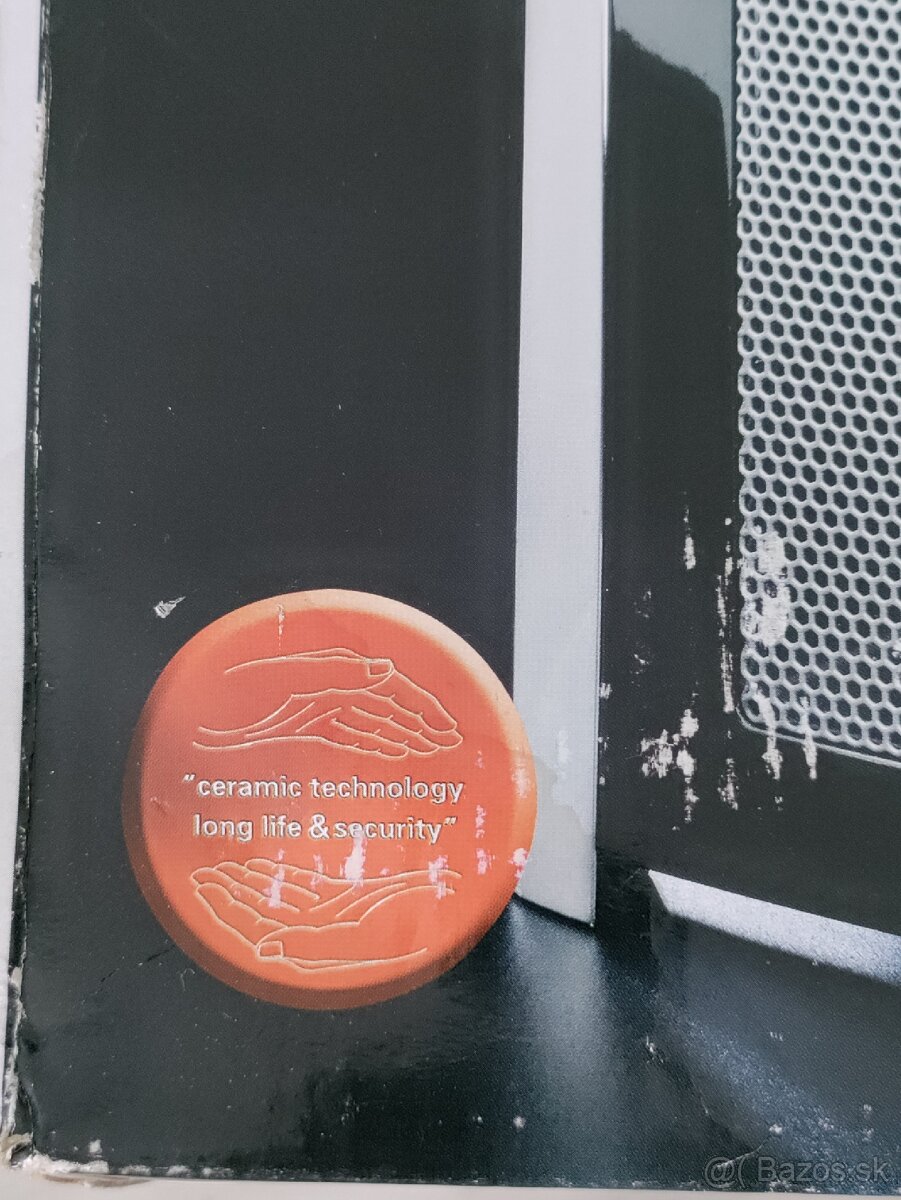 "ceramic technology
long life & security"
@( Bazos.sk